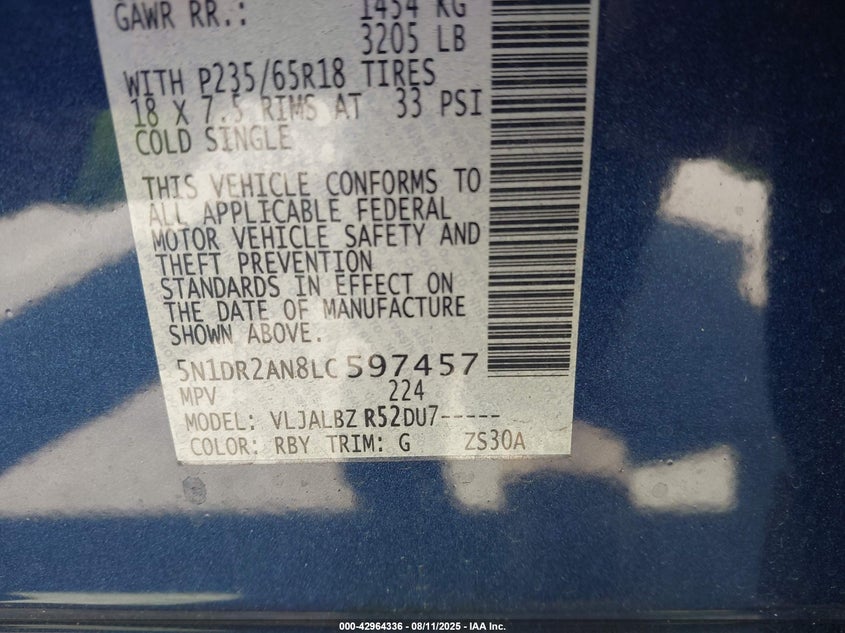 GAWR RR.: 1454 KG
3205 LB
WITH P235/65R18 TIRES
18 X 7.5 RIMS AT 33 PSI
COLD SINGLE
THIS VEHICLE CONFORMS TO
ALL APPLICABLE FEDERAL
MOTOR VEHICLE SAFETY AND
THEFT PREVENTION
STANDARDS IN EFFECT ON
THE DATE OF MANUFACTURE
SHOWN ABOVE.
5N1DR2AN8LC597457
MPV 224
MODEL: VLJALBZ R52DU7-----
COLOR: RBY TRIM: G ZS30A
000-42964336 - 08/11/2025 - IAA Inc.